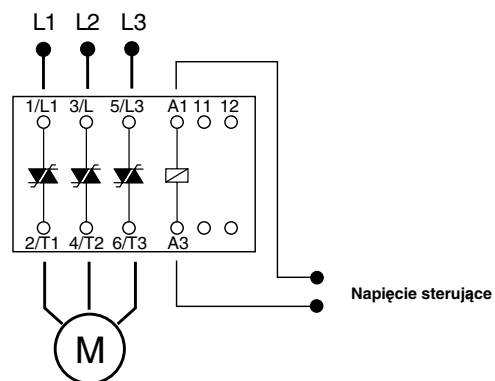 L1 L2 L3
1/L1 3/L 5/L3 A1 11 12
2/T1 4/T2 6/T3 A3
Napięcie sterujące
M